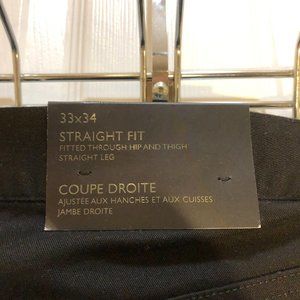 33x34
STRAIGHT FIT
FITTED THROUGH HIP AND THIGH
STRAIGHT LEG
COUPE DROITE
AJUSTÉE AUX HANCHES ET AUX CUISSES
JAMBE DROITE